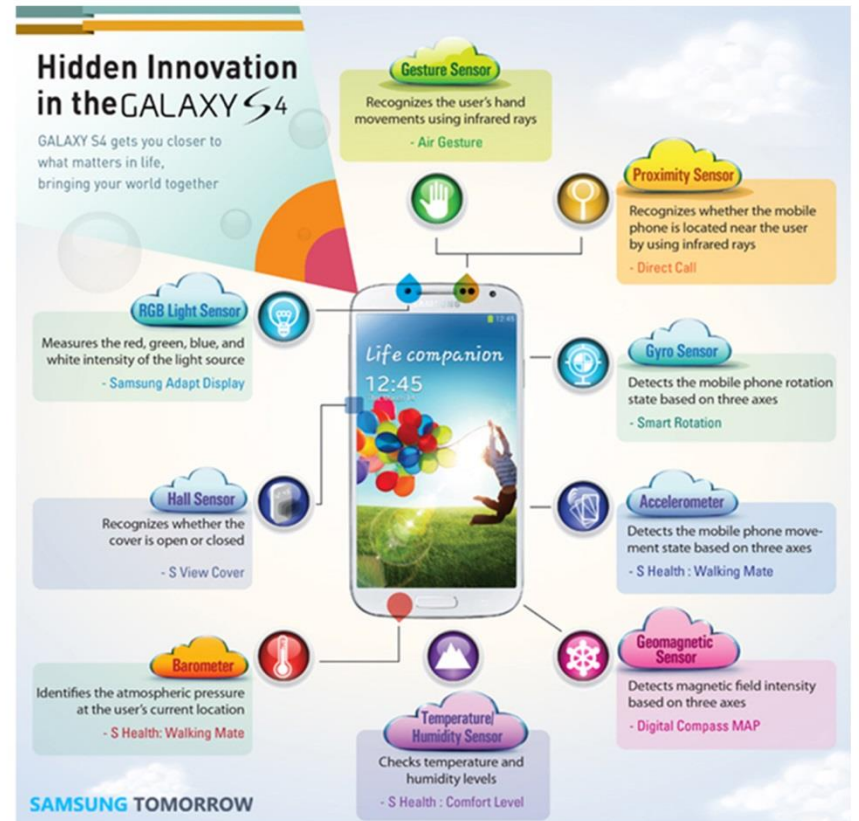 Hidden Innovation
in the GALAXY S4
GALAXY S4 gets you closer to
what matters in life,
bringing your world together
Gesture Sensor
Recognizes the user's hand
movements using infrared rays
- Air Gesture
Proximity Sensor
Recognizes whether the mobile
phone is located near the user
by using infrared rays
- Direct Call
RGB Light Sensor
Measures the red, green, blue, and
white intensity of the light source
- Samsung Adapt Display
Gyro Sensor
Detects the mobile phone rotation
state based on three axes
- Smart Rotation
SAMSUNG
12:45
Life companion
12:45
Hall Sensor
Recognizes whether the
cover is open or closed
- S View Cover
Accelerometer
Detects the mobile phone move-
ment state based on three axes
- S Health : Walking Mate
Barometer
Identifies the atmospheric pressure
at the user's current location
- S Health: Walking Mate
Geomagnetic
Sensor
Detects magnetic field intensity
based on three axes
- Digital Compass MAP
Temperature/
Humidity Sensor
Checks temperature and
humidity levels
- S Health : Comfort Level
SAMSUNG TOMORROW